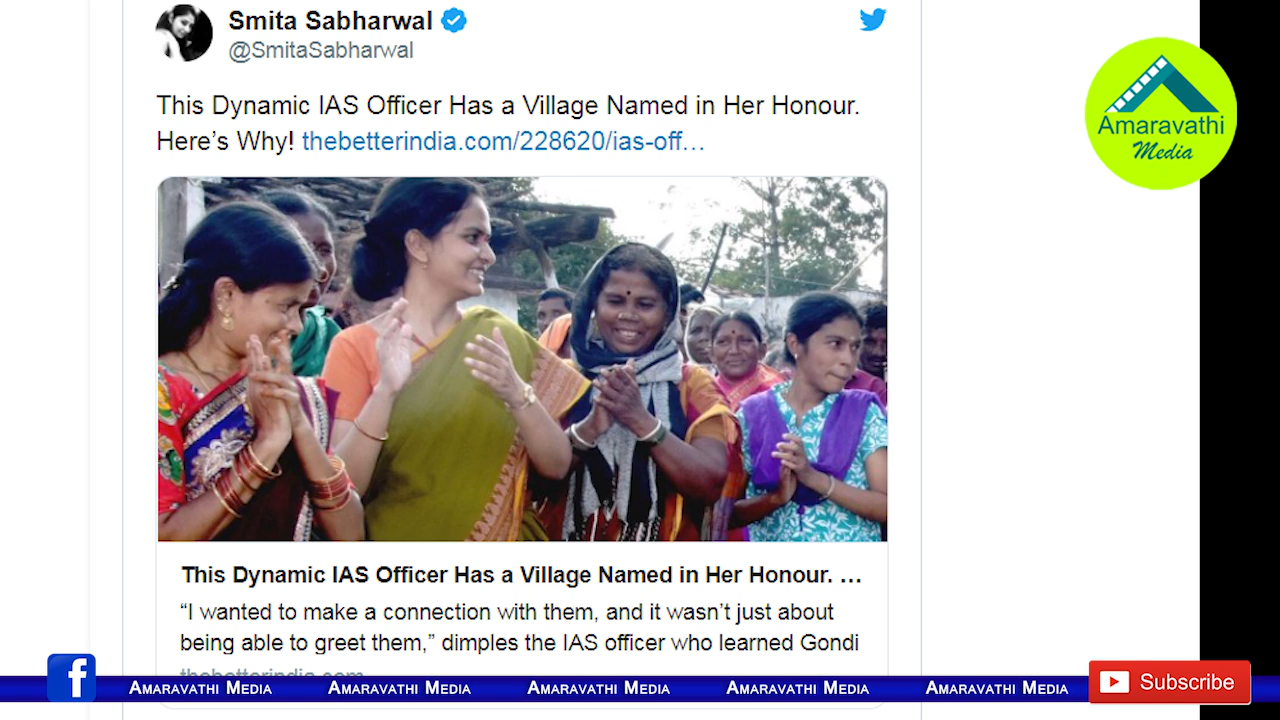 Smita Sabharwal
@SmitaSabharwal
This Dynamic IAS Officer Has a Village Named in Her Honour.
Here’s Why! thebetterindia.com/228620/ias-off…
Amaravathi
Media
This Dynamic IAS Officer Has a Village Named in Her Honour. …
“I wanted to make a connection with them, and it wasn’t just about
being able to greet them,” dimples the IAS officer who learned Gondi
thebetterindia.com
f Amaravathi Media Amaravathi Media Amaravathi Media Amaravathi Media Amaravathi Media Subscribe